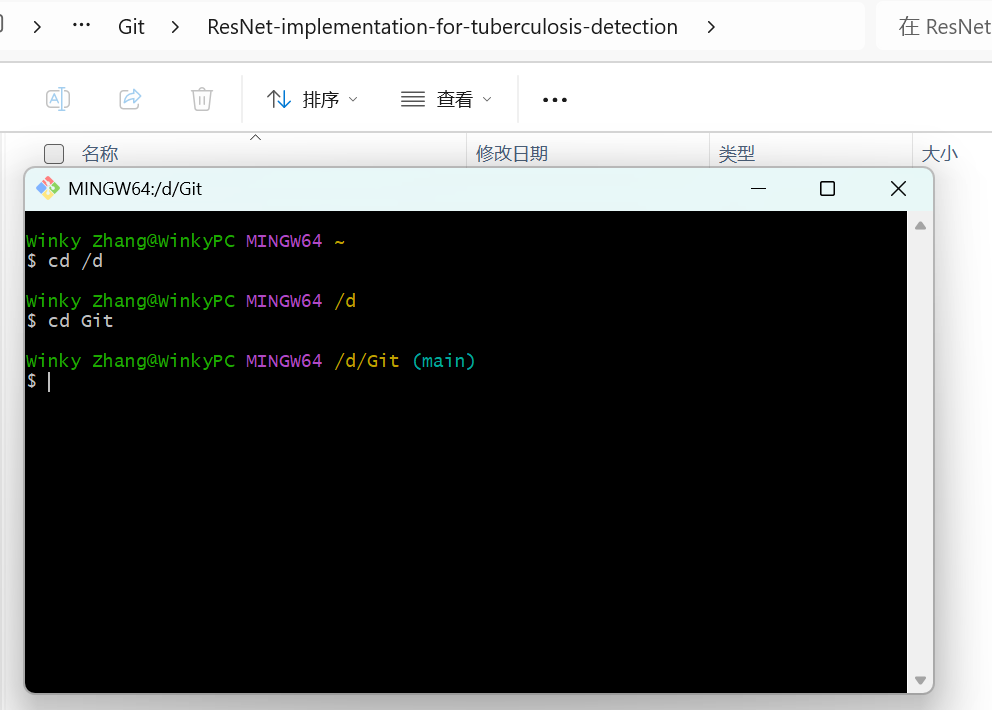 Git
ResNet-implementation-for-tuberculosis-detection
在 ResNet
排序
查看
名称
修改日期
类型
大小
MINGW64:/d/Git
Winky Zhang@WinkyPC MINGW64 ~
$ cd /d
Winky Zhang@WinkyPC MINGW64 /d
$ cd Git
Winky Zhang@WinkyPC MINGW64 /d/Git (main)
$